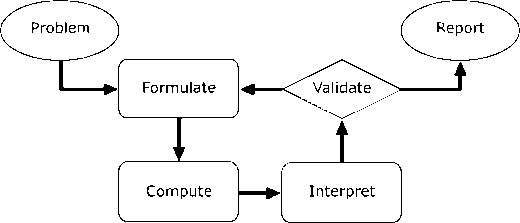 Problem
Report
Formulate
Validate
Compute
Interpret